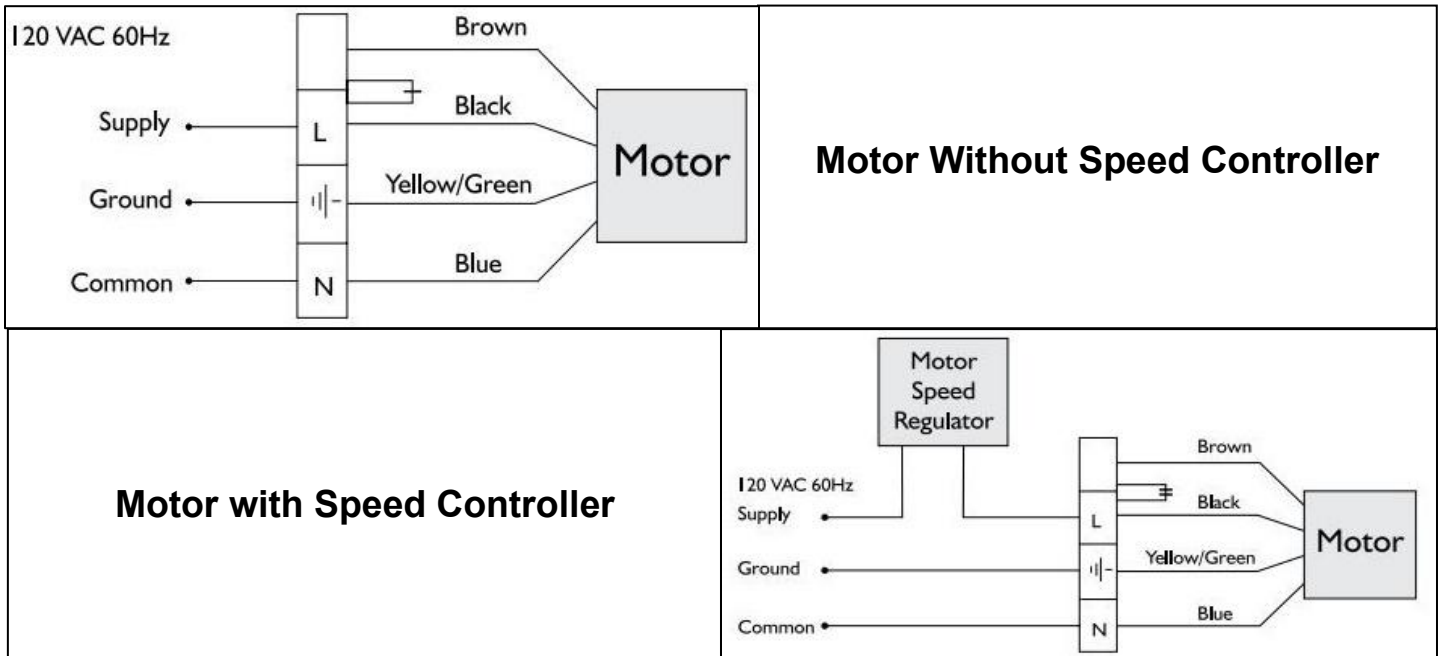 120 VAC 60Hz
Brown
Supply
L
Black
Motor
Ground
Yellow/Green
Common
N
Blue
Motor Without Speed Controller
Motor with Speed Controller
Motor
Speed
Regulator
120 VAC 60Hz
Brown
Supply
L
Black
Motor
Ground
Yellow/Green
Common
N
Blue